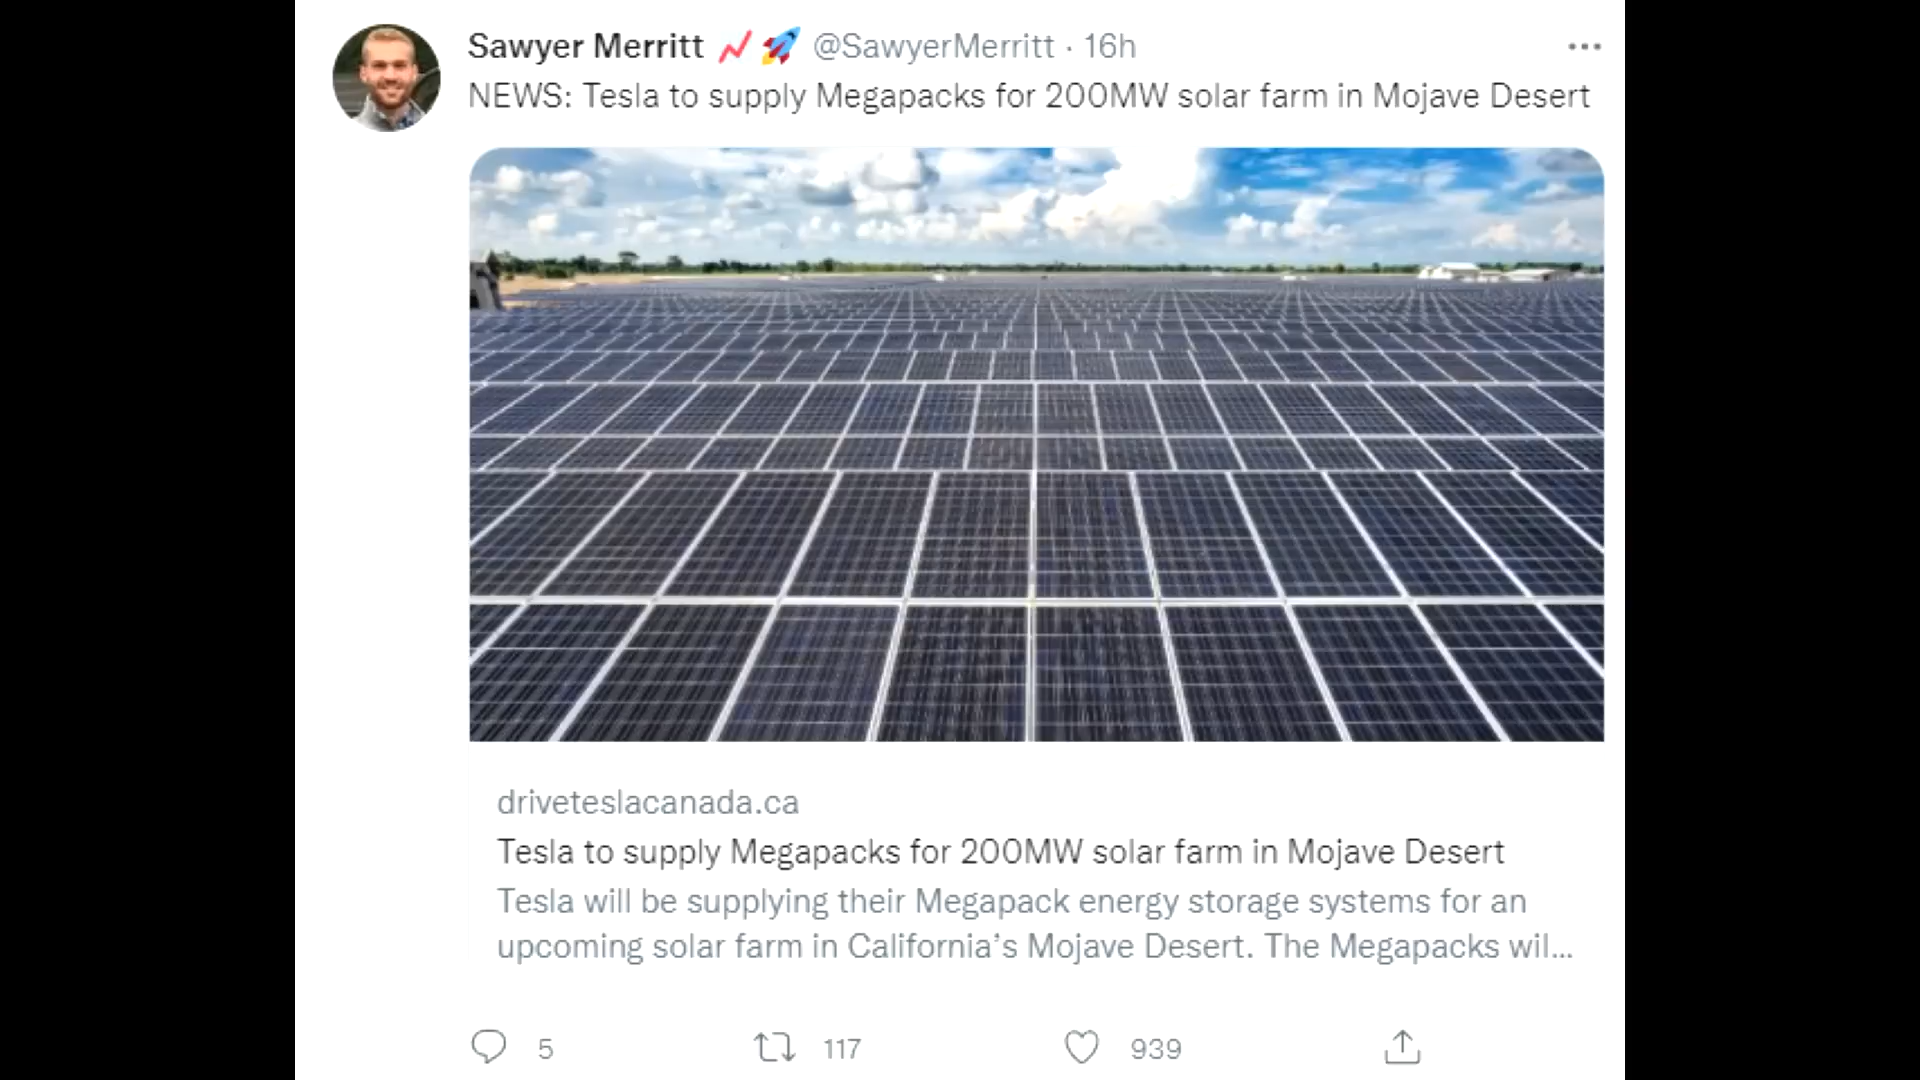 Sawyer Merritt 📈🚀 @SawyerMerritt · 16h
NEWS: Tesla to supply Megapacks for 200MW solar farm in Mojave Desert
driveteslacanada.ca
Tesla to supply Megapacks for 200MW solar farm in Mojave Desert
Tesla will be supplying their Megapack energy storage systems for an
upcoming solar farm in California’s Mojave Desert. The Megapacks wil...
5 117 939